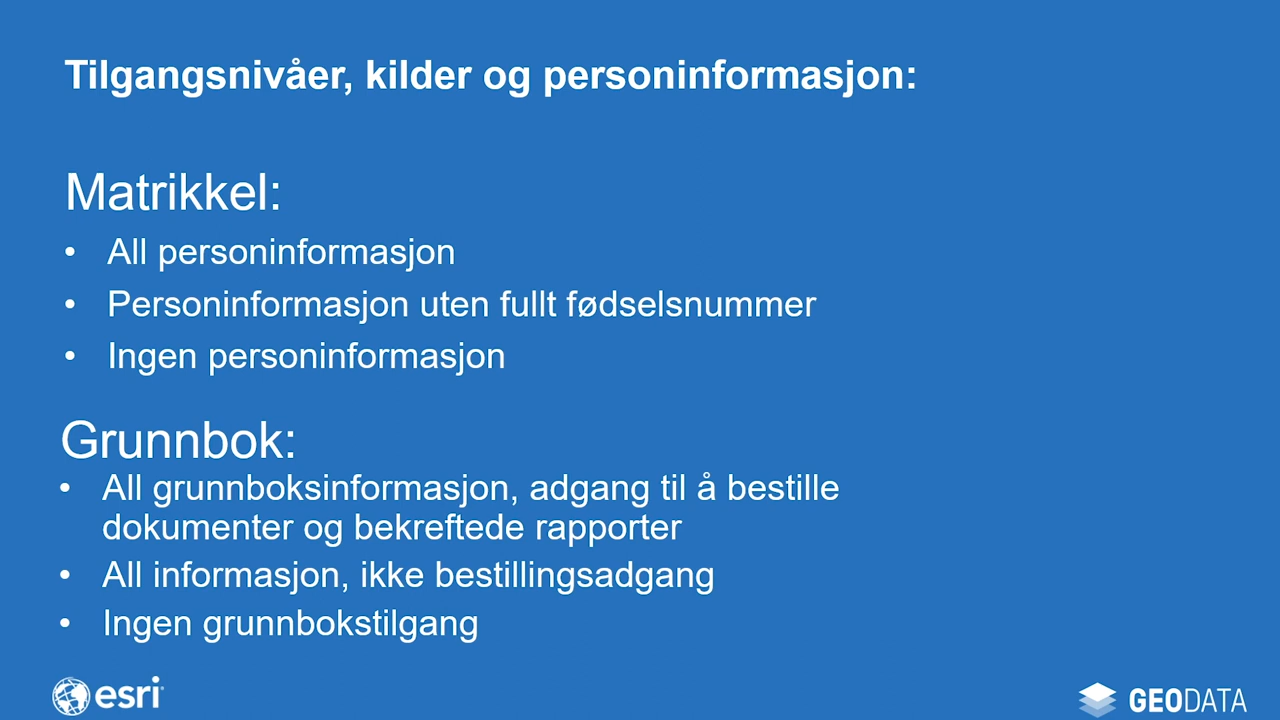 Tilgangsnivåer, kilder og personinformasjon:
Matrikkel:
• All personinformasjon
• Personinformasjon uten fullt fødselsnummer
• Ingen personinformasjon
Grunnbok:
• All grunnboksinformasjon, adgang til å bestille
dokumenter og bekreftede rapporter
• All informasjon, ikke bestillingsadgang
• Ingen grunnbokstilgang
esri
GEODATA